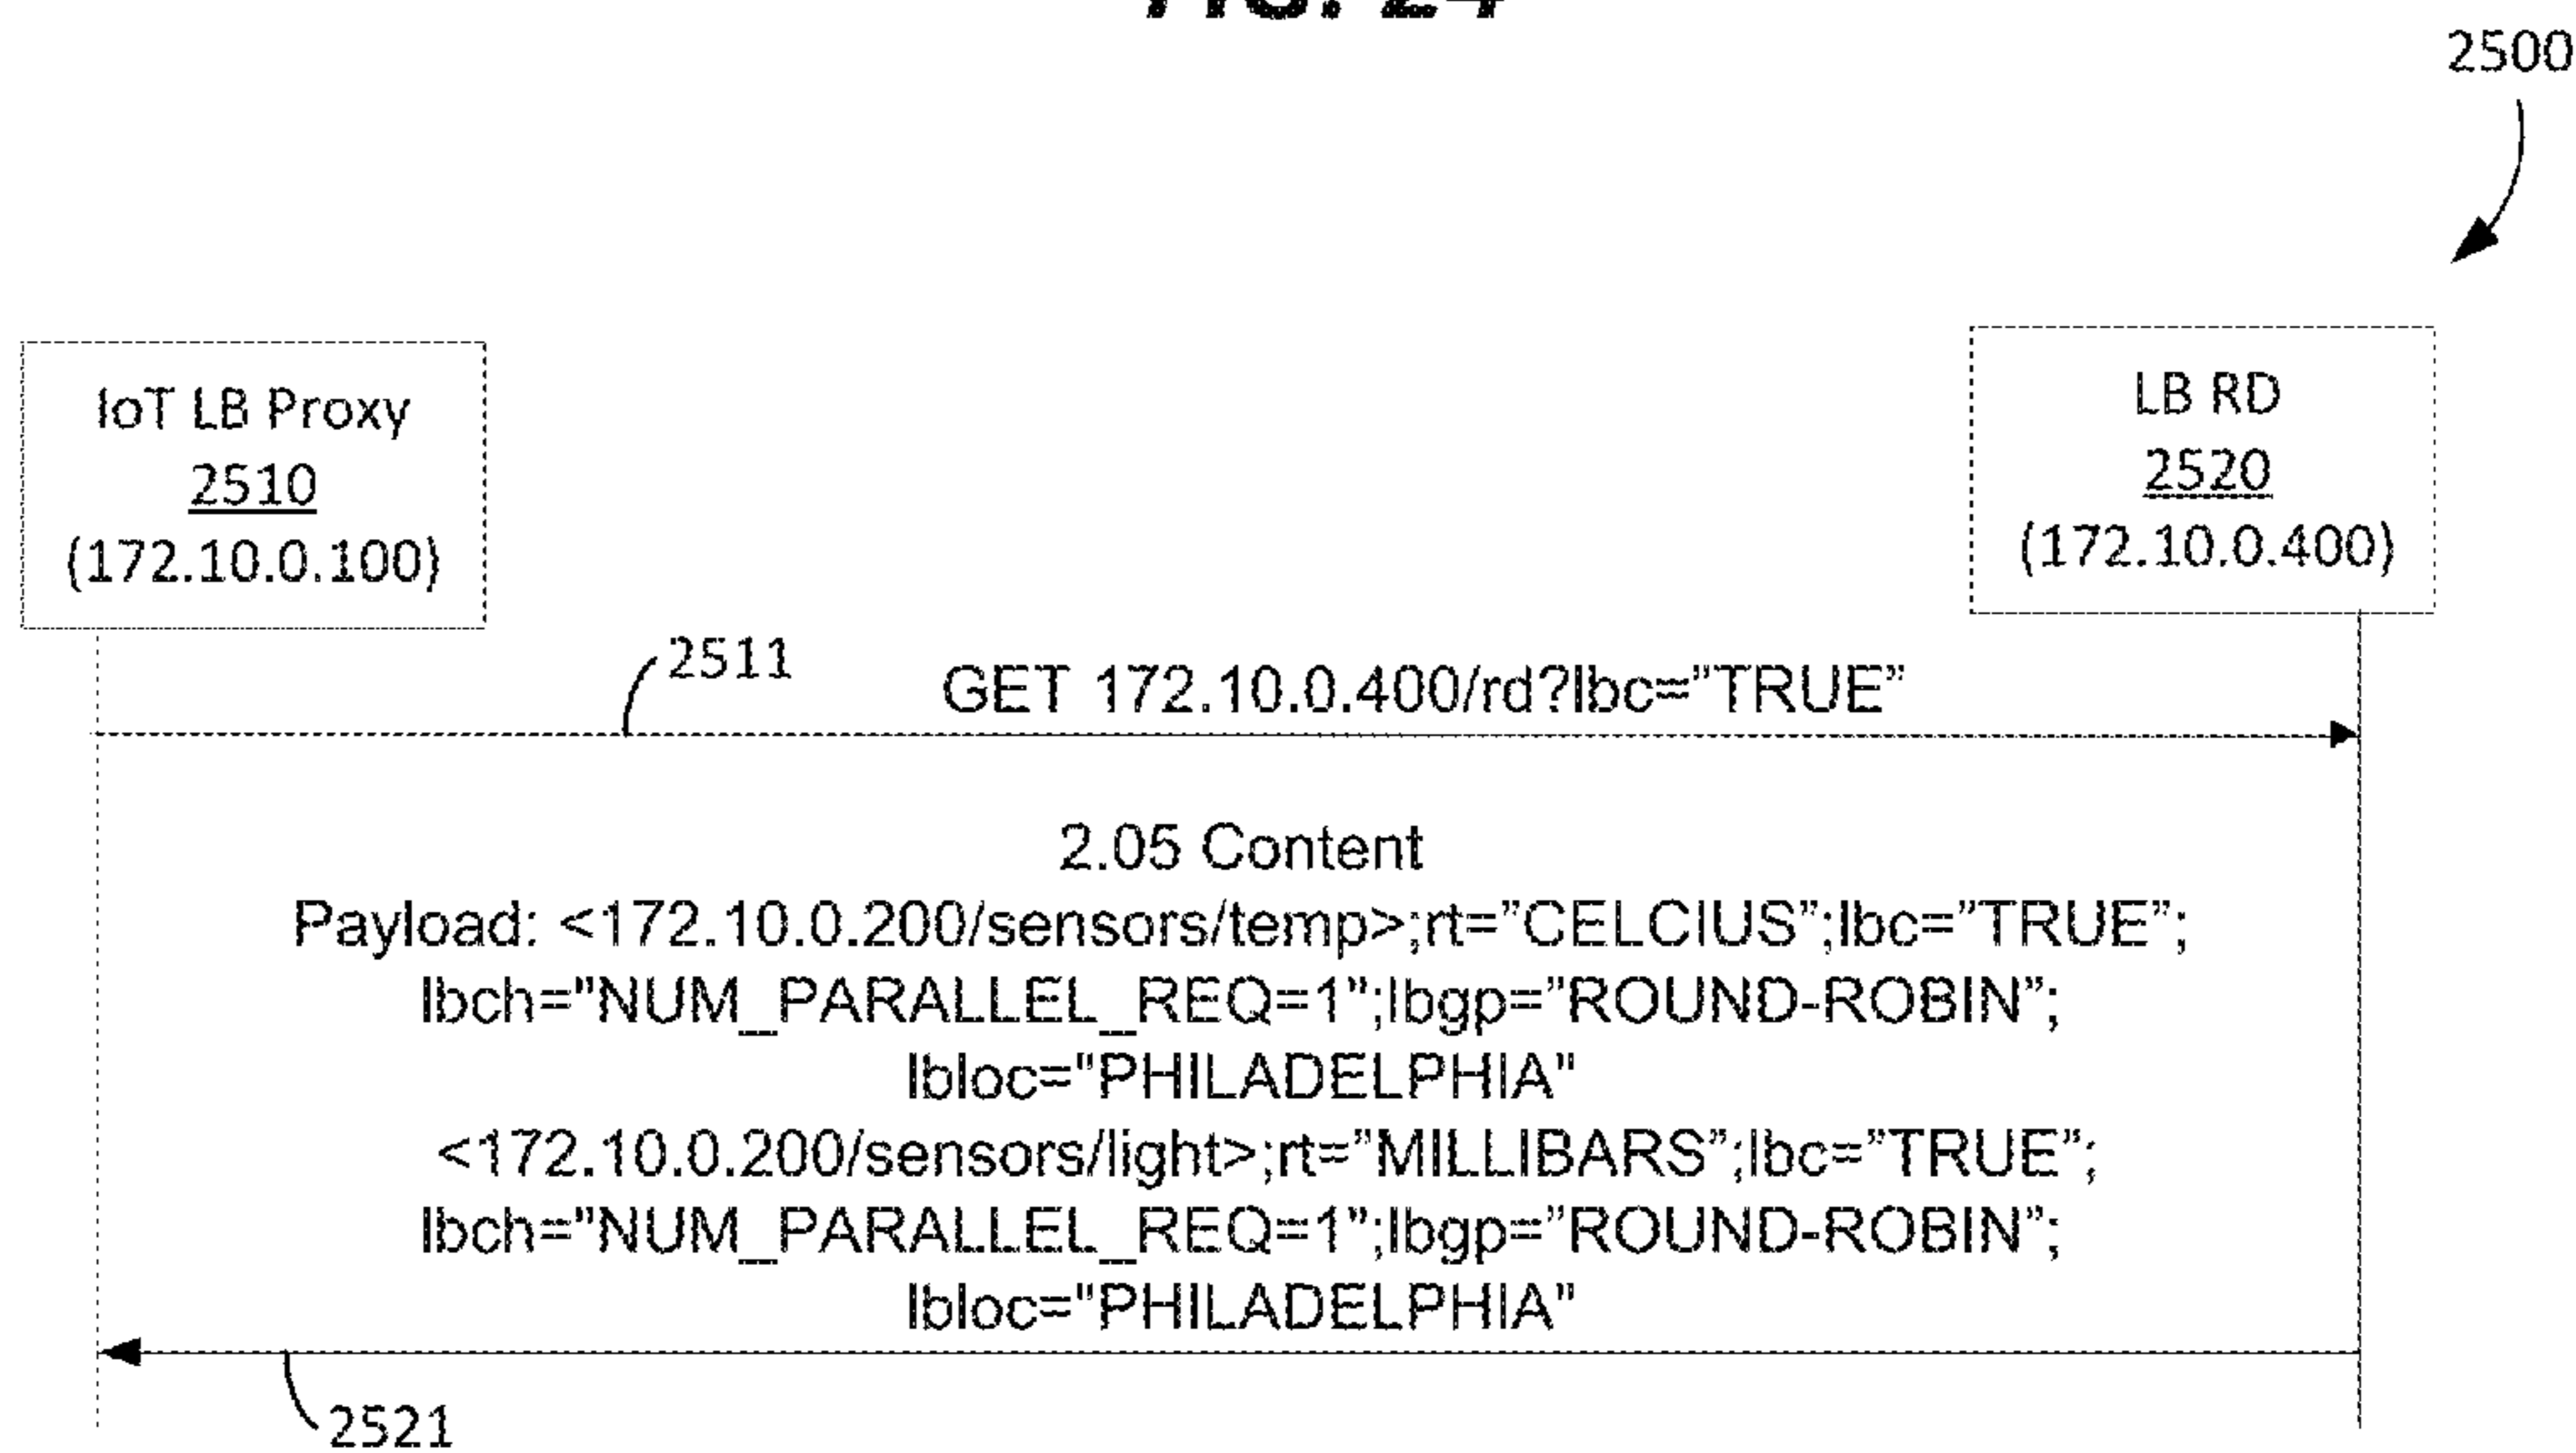 FIG. 24
2500
IoT LB Proxy
2510
(172.10.0.100)
LB RD
2520
(172.10.0.400)
2511
GET 172.10.0.400/rd?lbc=”TRUE”
2.05 Content
Payload: <172.10.0.200/sensors/temp>;rt=”CELCIUS”;lbc=”TRUE”;
lbch="NUM_PARALLEL_REQ=1";lbgp=”ROUND-ROBIN”;
lbloc="PHILADELPHIA"
<172.10.0.200/sensors/light>;rt=”MILLIBARS”;lbc=”TRUE”;
lbch="NUM_PARALLEL_REQ=1";lbgp=”ROUND-ROBIN”;
lbloc="PHILADELPHIA"
2521